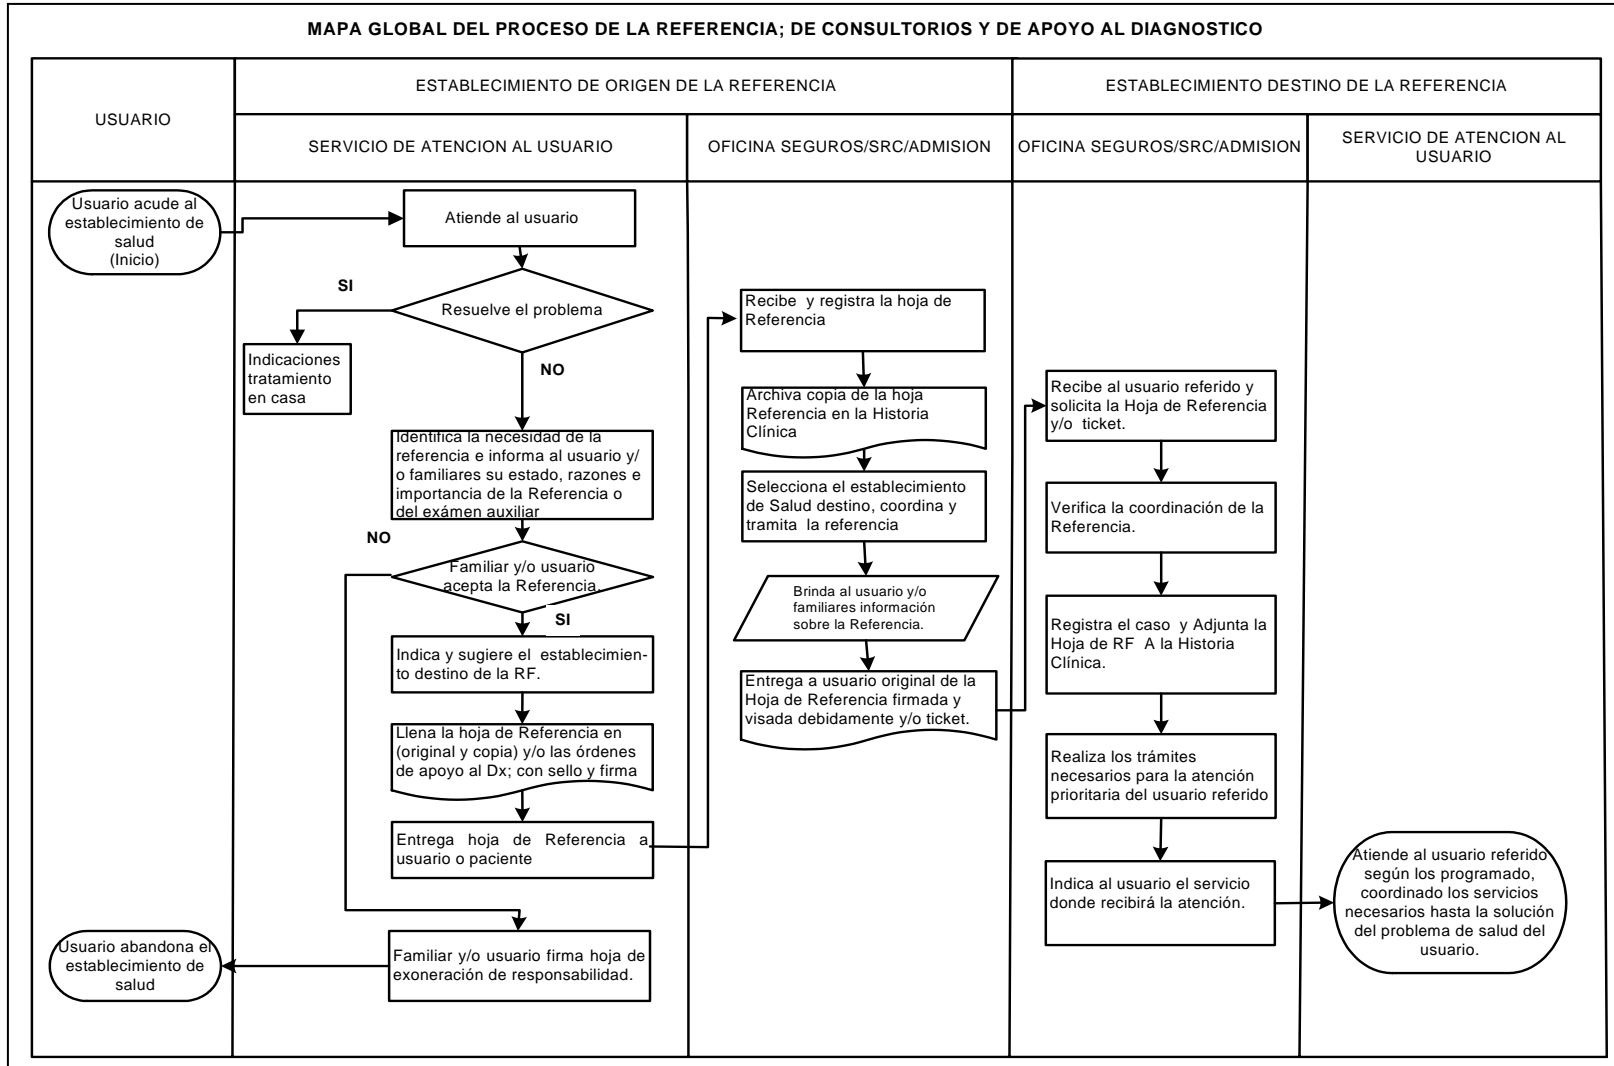 MAPA GLOBAL DEL PROCESO DE LA REFERENCIA; DE CONSULTORIOS Y DE APOYO AL DIAGNOSTICO
USUARIO
ESTABLECIMIENTO DE ORIGEN DE LA REFERENCIA
ESTABLECIMIENTO DESTINO DE LA REFERENCIA
SERVICIO DE ATENCION AL USUARIO
OFICINA SEGUROS/SRC/ADMISION
OFICINA SEGUROS/SRC/ADMISION
SERVICIO DE ATENCION AL
USUARIO
Usuario acude al
establecimiento de
salud
(Inicio)
Atiende al usuario
Resuelve el problema
SI
Indicaciones
tratamiento
en casa
NO
Identifica la necesidad de la
referencia e informa al usuario y/
o familiares su estado, razones e
importancia de la Referencia o
del exámen auxiliar
NO
Familiar y/o usuario
acepta la Referencia.
SI
Indica y sugiere el establecimien-
to destino de la RF.
Llena la hoja de Referencia en
(original y copia) y/o las órdenes
de apoyo al Dx; con sello y firma
Entrega hoja de Referencia a
usuario o paciente
Familiar y/o usuario firma hoja de
exoneración de responsabilidad.
Usuario abandona el
establecimiento de
salud
Recibe y registra la hoja de
Referencia
Archiva copia de la hoja
Referencia en la Historia
Clínica
Selecciona el establecimiento
de Salud destino, coordina y
tramita la referencia
Brinda al usuario y/o
familiares información
sobre la Referencia.
Entrega a usuario original de la
Hoja de Referencia firmada y
visada debidamente y/o ticket.
Recibe al usuario referido y
solicita la Hoja de Referencia
y/o ticket.
Verifica la coordinación de la
Referencia.
Registra el caso y Adjunta la
Hoja de RF A la Historia
Clínica.
Realiza los trámites
necesarios para la atención
prioritaria del usuario referido
Indica al usuario el servicio
donde recibirá la atención.
Atiende al usuario referido
según los programado,
coordinado los servicios
necesarios hasta la solución
del problema de salud del
usuario.